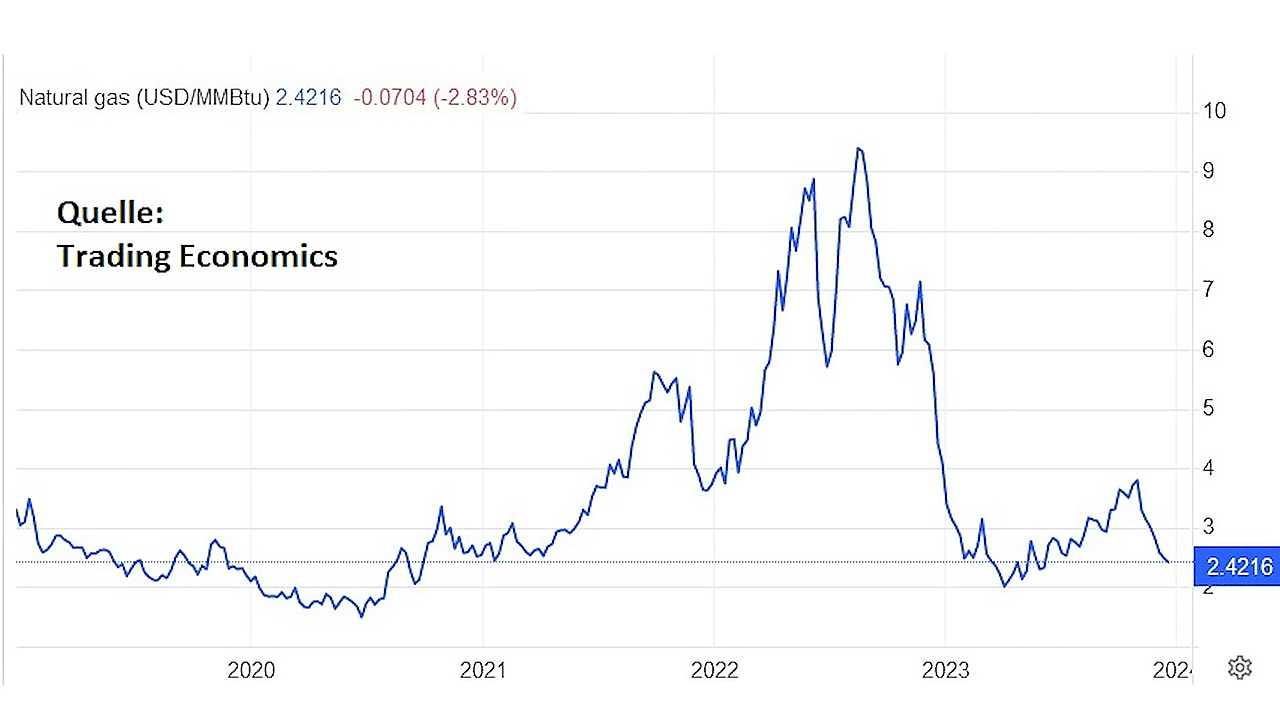 Natural gas (USD/MMBtu) 2.4216 -0.0704 (-2.83%)
Quelle:
Trading Economics
10
9
8
7
6
5
4
3
2.4216
2
2020 2021 2022 2023 2024